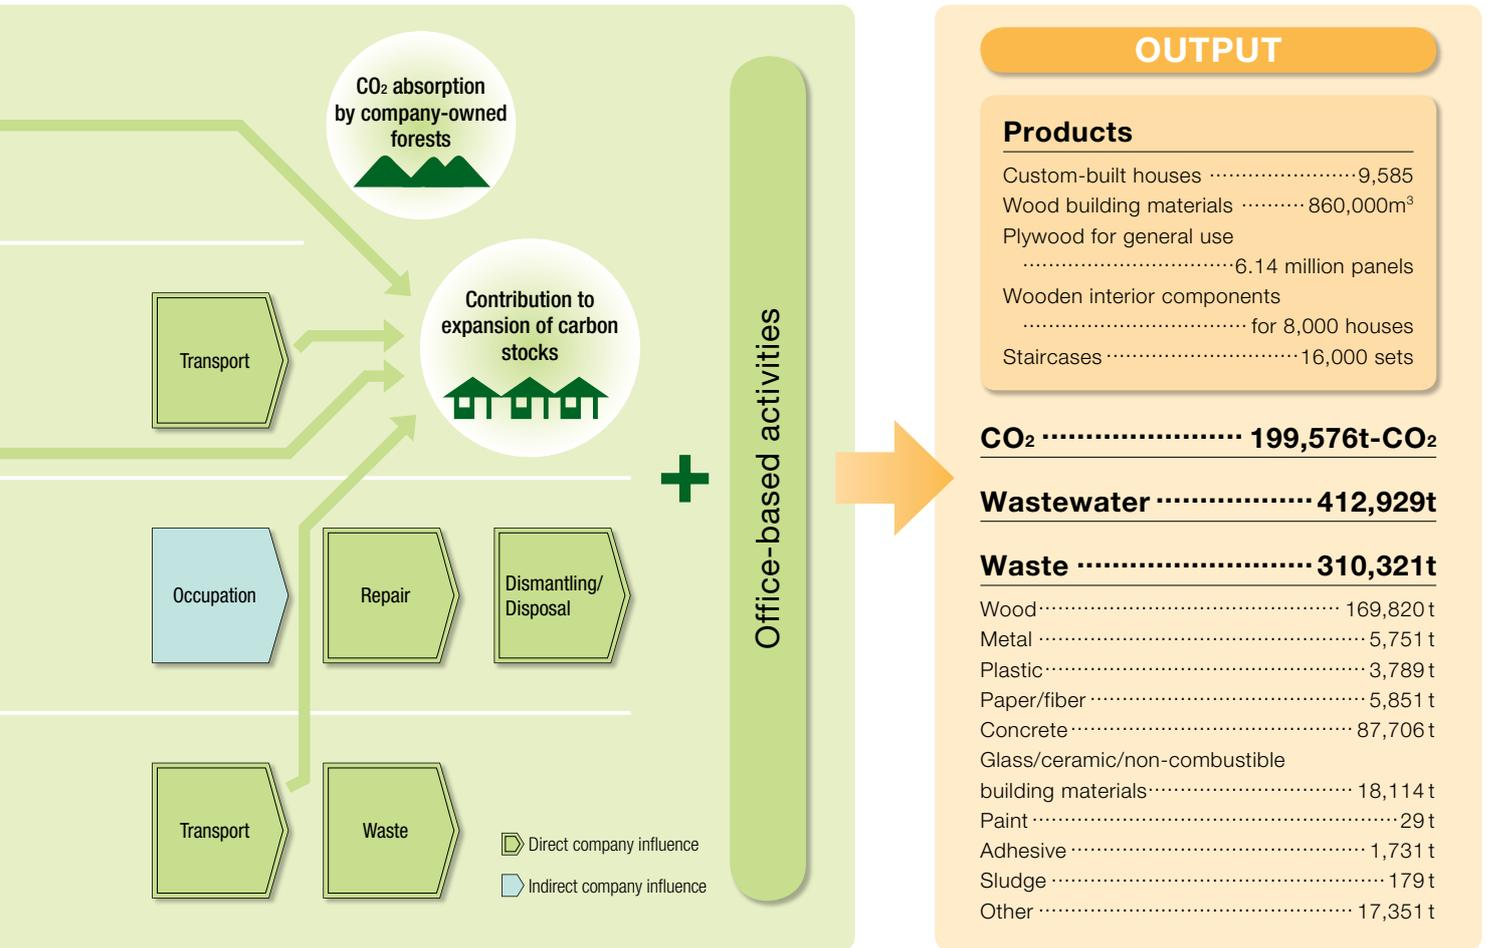 CO2 absorption
by company-owned
forests
Contribution to
expansion of carbon
stocks
Transport
Occupation
Repair
Dismantling/
Disposal
Transport
Waste
Direct company influence
Indirect company influence
+
Office-based activities
OUTPUT
Products
Custom-built houses ······················9,585
Wood building materials ··········860,000m3
Plywood for general use
································6.14 million panels
Wooden interior components
·································· for 8,000 houses
Staircases·····························16,000 sets
CO2 ······················· 199,576t-CO2
Wastewater ·················412,929t
Waste ··························310,321t
Wood·············································· 169,820 t
Metal ··················································5,751 t
Plastic·················································3,789 t
Paper/fiber ··········································5,851 t
Concrete··········································· 87,706 t
Glass/ceramic/non-combustible
building materials······························· 18,114 t
Paint ························································29 t
Adhesive ·············································1,731 t
Sludge ···················································179 t
Other ················································ 17,351 t